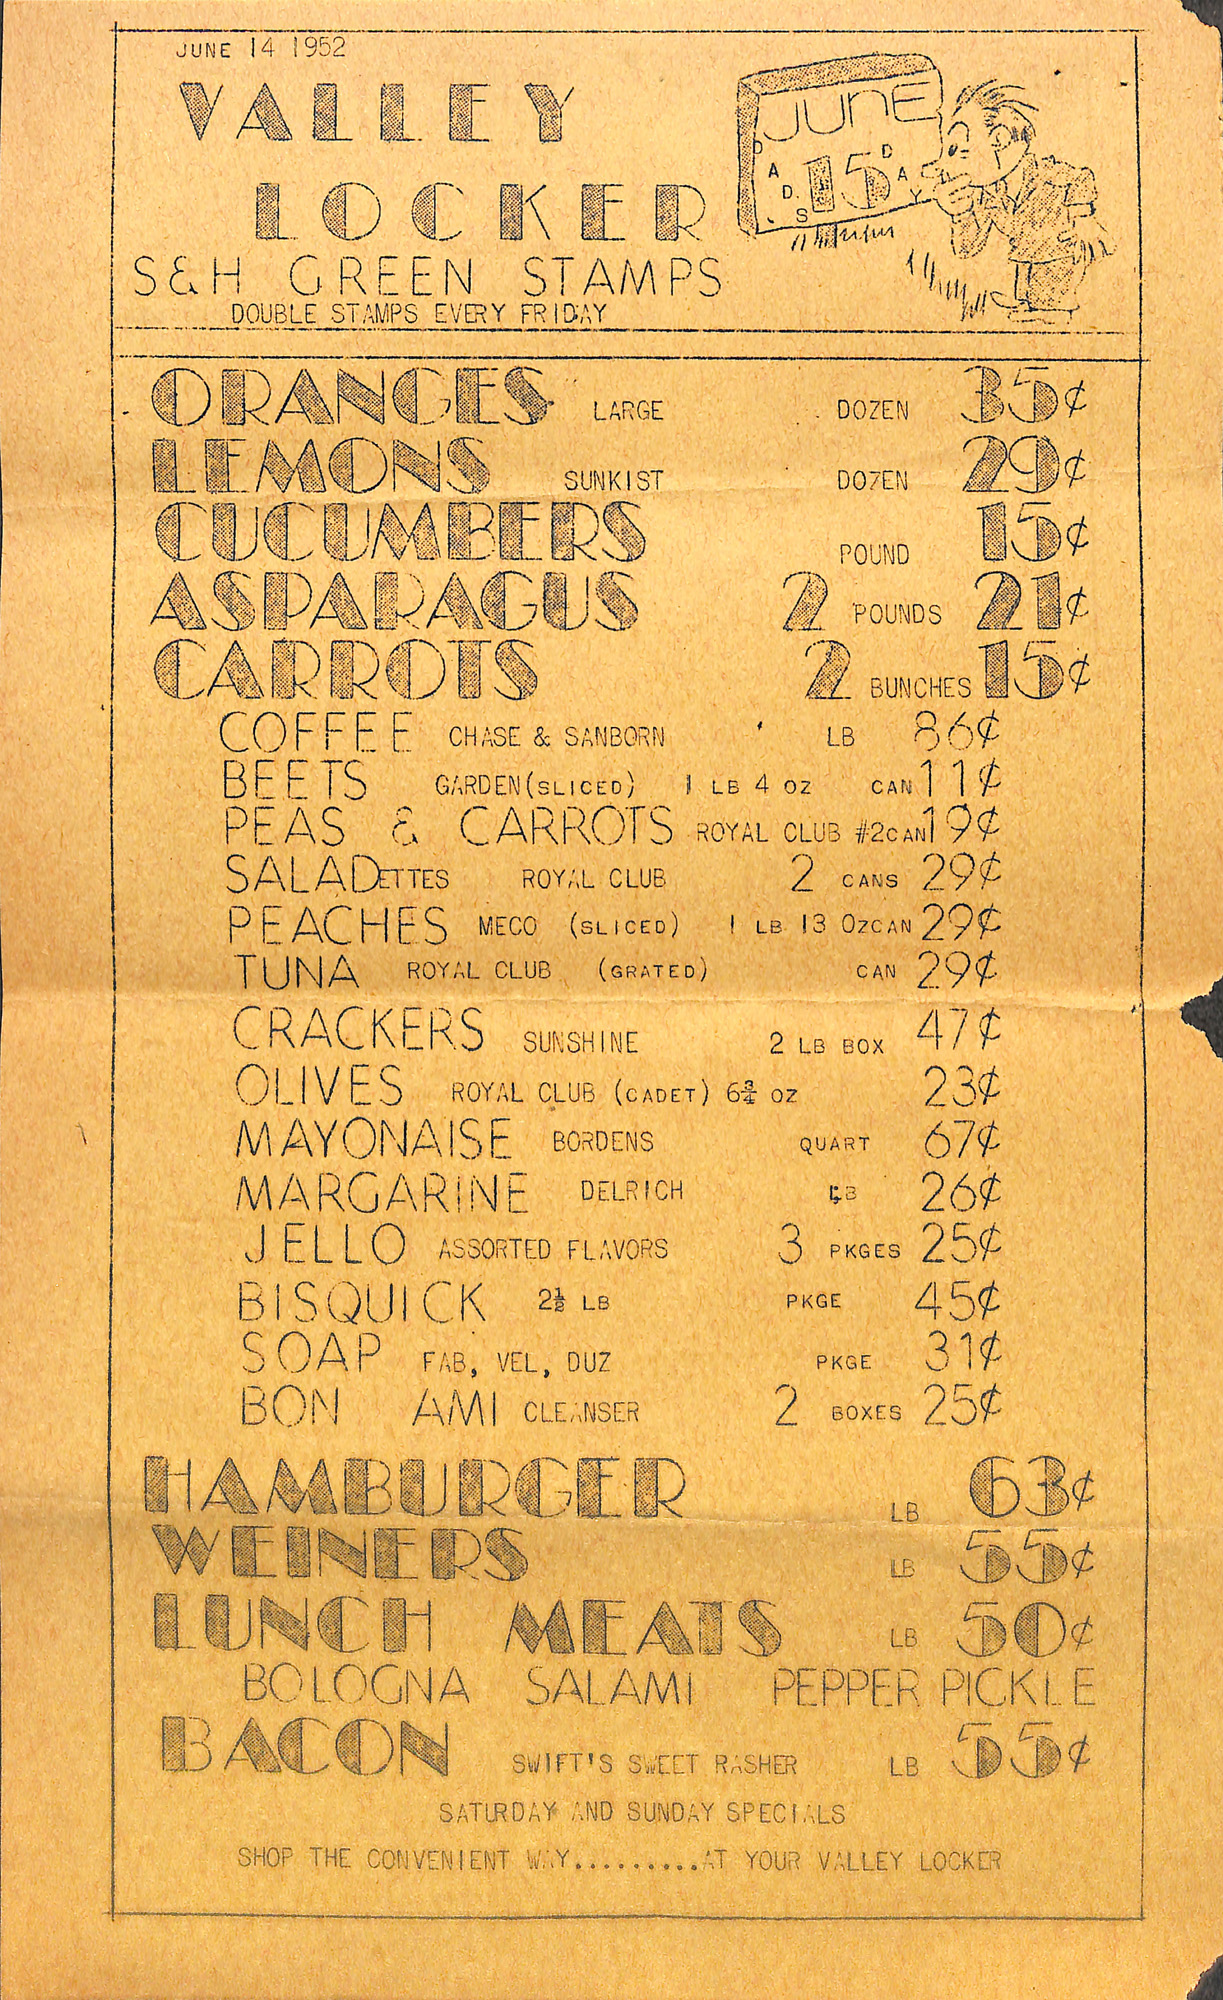 JUNE 14 1952
VALLEY
LOCKER
S&H GREEN STAMPS
DOUBLE STAMPS EVERY FRIDAY
JUNE
DAD.S 15 DAY
ORANGES LARGE DOZEN 35¢
LEMONS SUNKIST DOZEN 29¢
CUCUMBERS POUND 15¢
ASPARAGUS 2 POUNDS 21¢
CARROTS 2 BUNCHES 15¢
COFFEE CHASE & SANBORN LB 86¢
BEETS GARDEN (SLICED) 1 LB 4 OZ CAN 11¢
PEAS & CARROTS ROYAL CLUB #2CAN 19¢
SALADETTES ROYAL CLUB 2 CANS 29¢
PEACHES MECO (SLICED) 1 LB 13 OZCAN 29¢
TUNA ROYAL CLUB (GRATED) CAN 29¢
CRACKERS SUNSHINE 2 LB BOX 47¢
OLIVES ROYAL CLUB (CADET) 6¾ OZ 23¢
MAYONAISE BORDENS QUART 67¢
MARGARINE DELRICH LB 26¢
JELLO ASSORTED FLAVORS 3 PKGES 25¢
BISQUICK 2½ LB PKGE 45¢
SOAP FAB, VEL, DUZ PKGE 31¢
BON AMI CLEANSER 2 BOXES 25¢
HAMBURGER LB 63¢
WEINERS LB 55¢
LUNCH MEATS LB 50¢
BOLOGNA SALAMI PEPPER PICKLE
BACON SWIFT'S SWEET RASHER LB 55¢
SATURDAY AND SUNDAY SPECIALS
SHOP THE CONVENIENT WAY..........AT YOUR VALLEY LOCKER